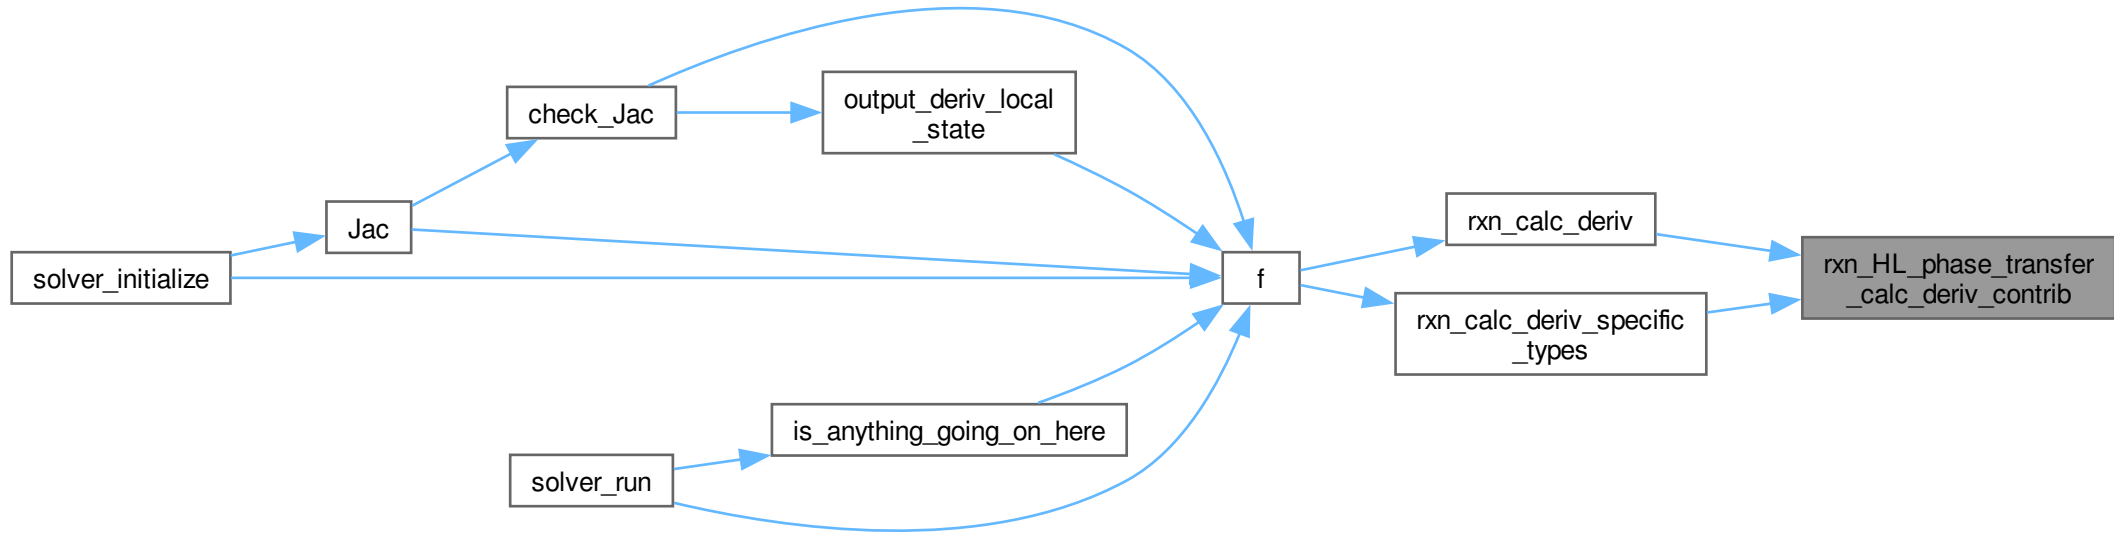 check_Jac
output_deriv_local
_state
Jac
solver_initialize
f
rxn_calc_deriv
rxn_HL_phase_transfer
_calc_deriv_contrib
rxn_calc_deriv_specific
_types
is_anything_going_on_here
solver_run